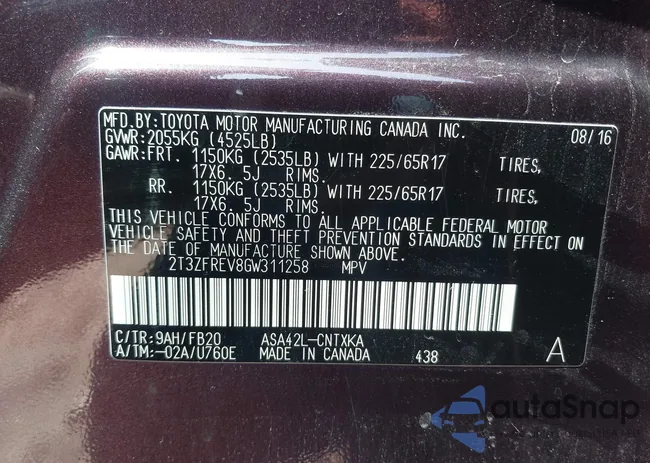 MFD.BY:TOYOTA MOTOR MANUFACTURING CANADA INC. 08/16
GVWR:2055KG (4525LB)
GAWR:FRT. 1150KG (2535LB) WITH 225/65R17 TIRES,
17X6. 5J RIMS.
RR. 1150KG (2535LB) WITH 225/65R17 TIRES,
17X6. 5J RIMS.
THIS VEHICLE CONFORMS TO ALL APPLICABLE FEDERAL MOTOR
VEHICLE SAFETY AND THEFT PREVENTION STANDARDS IN EFFECT ON
THE DATE OF MANUFACTURE SHOWN ABOVE.
2T3ZFREV8GW311258 MPV
C/TR:9AH/FB20 ASA42L-CNTXKA
A/TM:-02A/U760E MADE IN CANADA 438 A
autoSnap